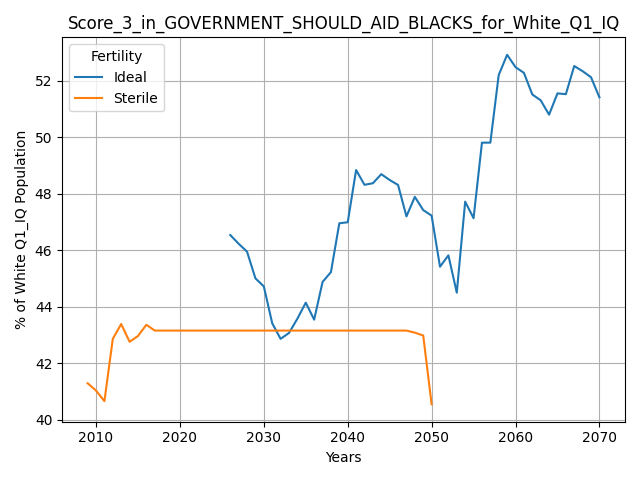 Score_3_in_GOVERNMENT_SHOULD_AID_BLACKS_for_White_Q1_IQ
Fertility
Ideal
Sterile
% of White Q1_IQ Population
52
50
48
46
44
42
40
2010
2020
2030
2040
2050
2060
2070
Years